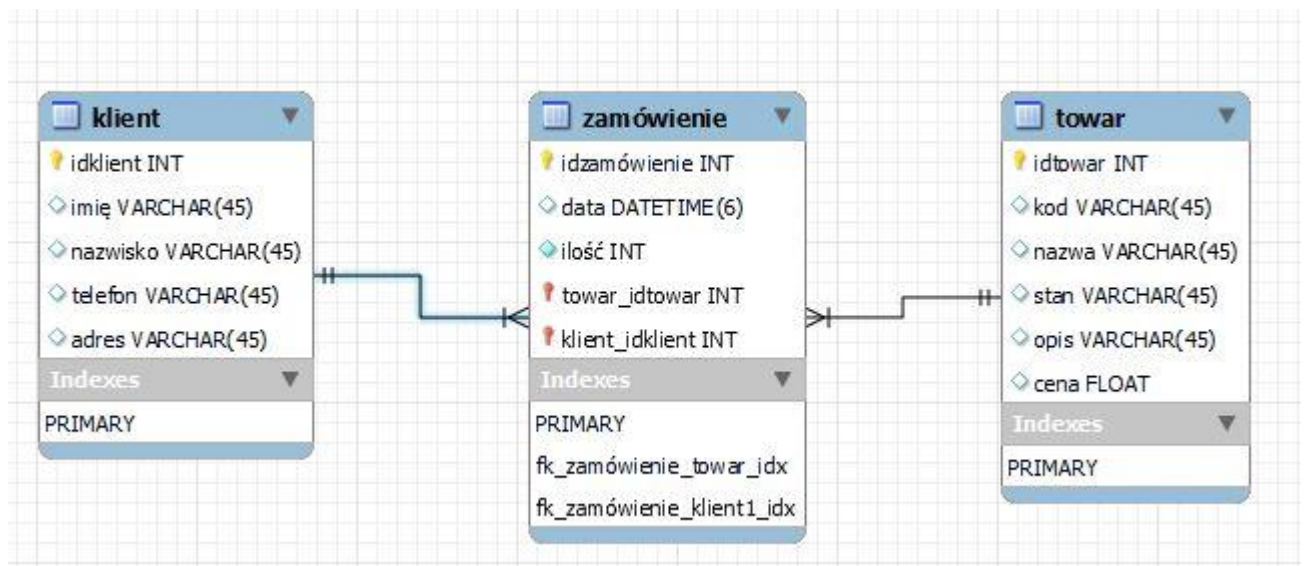 klient
idklient INT
imię VARCHAR(45)
nazwisko VARCHAR(45)
telefon VARCHAR(45)
adres VARCHAR(45)
Indexes
PRIMARY
zamówienie
idzamówienie INT
data DATETIME(6)
ilość INT
towar_idtowar INT
klient_idklient INT
Indexes
PRIMARY
fk_zamówienie_towar_idx
fk_zamówienie_klient1_idx
towar
idtowar INT
kod VARCHAR(45)
nazwa VARCHAR(45)
stan VARCHAR(45)
opis VARCHAR(45)
cena FLOAT
Indexes
PRIMARY